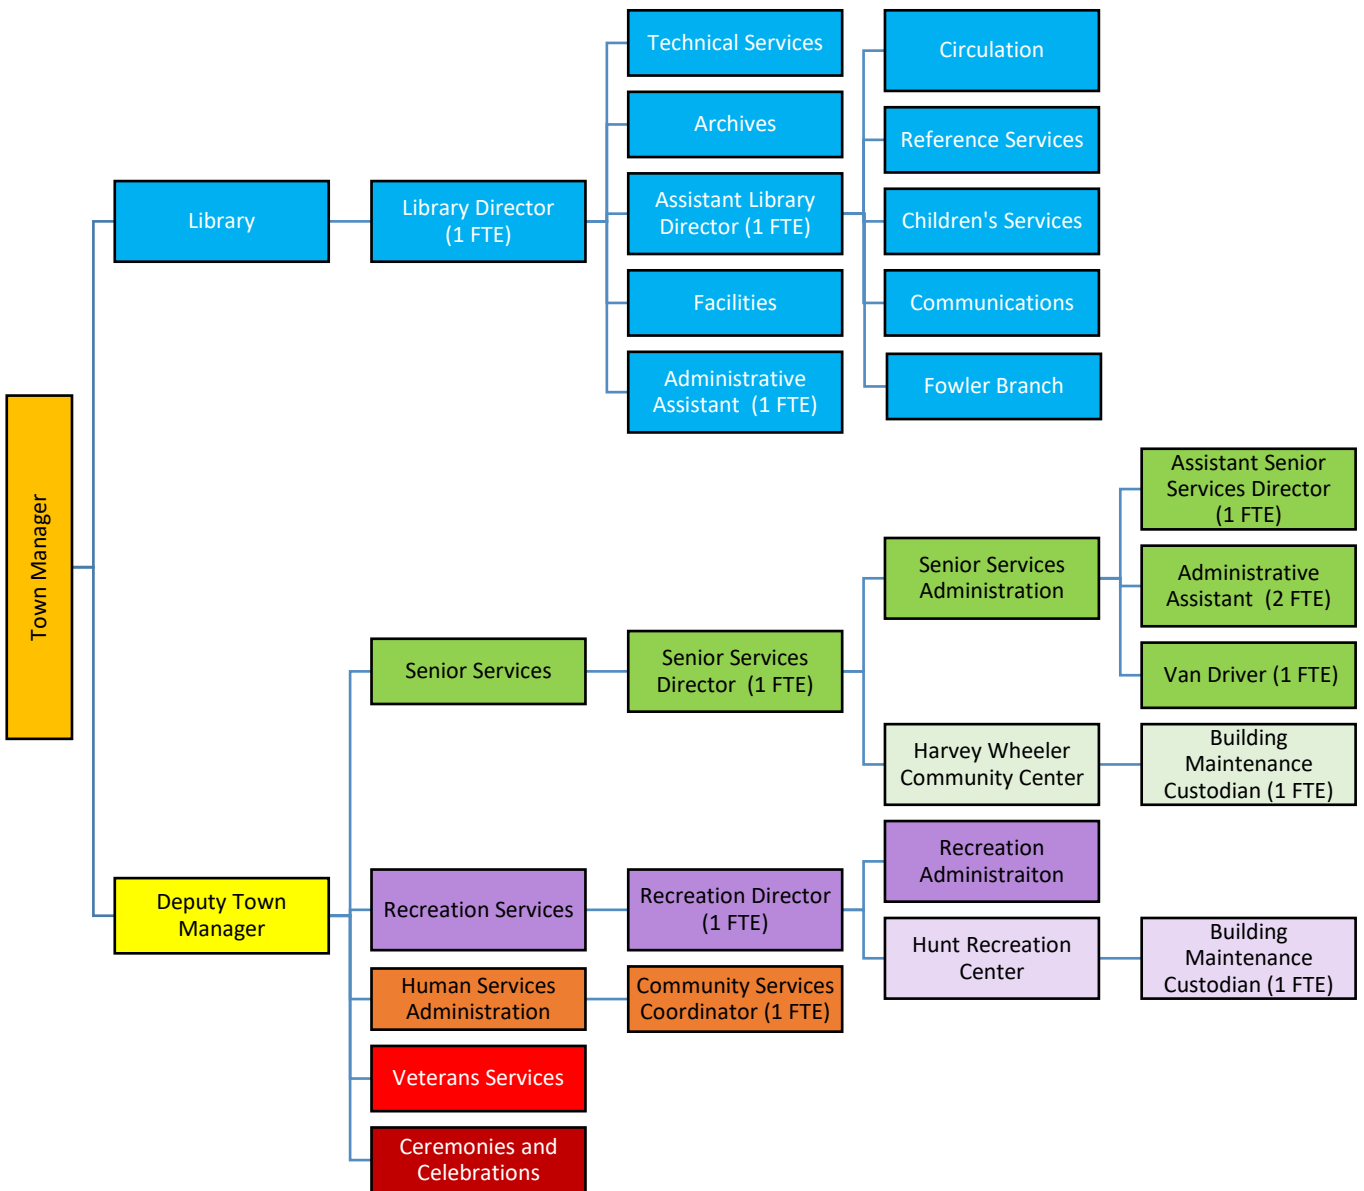 Town Manager
Library
Library Director
(1 FTE)
Technical Services
Archives
Assistant Library
Director (1 FTE)
Facilities
Administrative
Assistant  (1 FTE)
Circulation
Reference Services
Children's Services
Communications
Fowler Branch
Deputy Town
Manager
Senior Services
Senior Services
Director  (1 FTE)
Senior Services
Administration
Assistant Senior
Services Director
(1 FTE)
Administrative
Assistant  (2 FTE)
Van Driver (1 FTE)
Harvey Wheeler
Community Center
Building
Maintenance
Custodian (1 FTE)
Recreation Services
Recreation Director
(1 FTE)
Recreation
Administraiton
Hunt Recreation
Center
Building
Maintenance
Custodian (1 FTE)
Human Services
Administration
Community Services
Coordinator (1 FTE)
Veterans Services
Ceremonies and
Celebrations